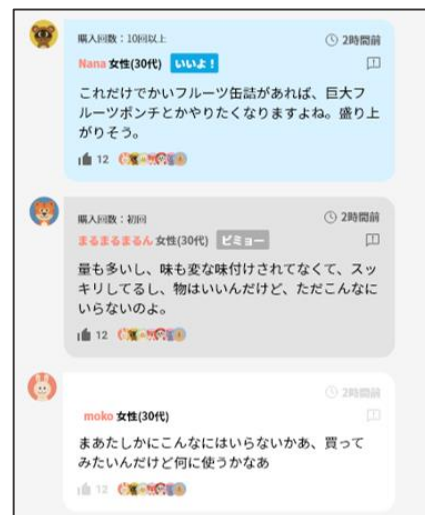 購入回数：10回以上
2時間前
Nana 女性(30代) いいよ！
これだけでかいフルーツ缶詰があれば、巨大フ
ルーツポンチとかやりたくなりますよね。盛り上
がりそう。
12
購入回数：初回
2時間前
まるまるまるん 女性(30代) ビミョー
量も多いし、味も変な味付けされてなくて、スッ
キリしてるし、物はいいんだけど、ただこんなに
いらないのよ。
12
2時間前
moko 女性(30代)
まあたしかにこんなにはいらないかあ、買って
みたいんだけど何に使うかなあ
12